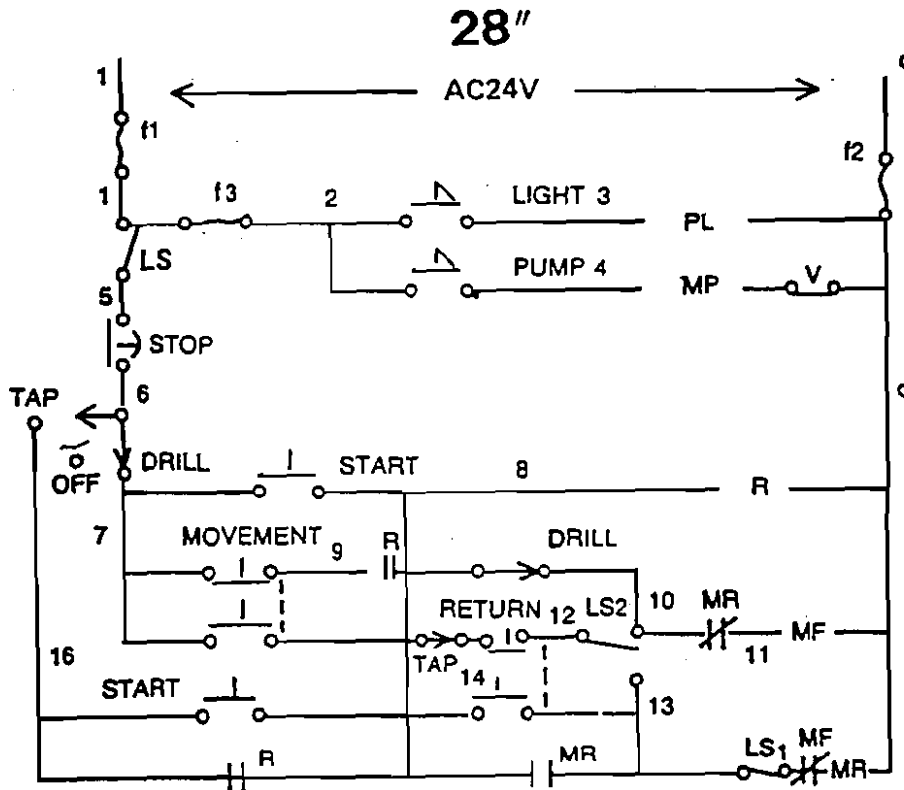 28"
1
AC24V
f1
f2
1
f3
2
LIGHT 3
PL
LS
PUMP 4
MP
V
5
STOP
TAP
6
OFF
DRILL
START
8
R
7
MOVEMENT
9
R
DRILL
RETURN
12
LS2
10
MR
16
TAP
14
11
MF
START
13
R
MR
LS1
MF
MR